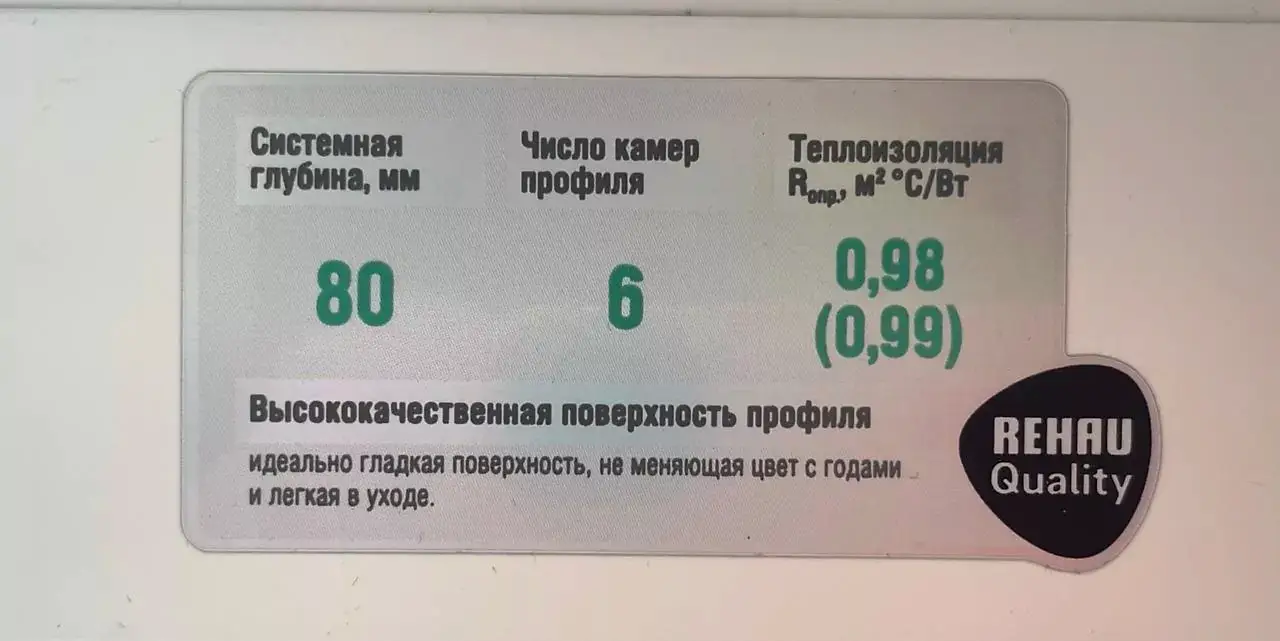 Системная
глубина, мм
Число камер
профиля
Теплоизоляция
Rопр., м² °С/Вт
80
6
0,98
(0,99)
Высококачественная поверхность профиля
идеально гладкая поверхность, не меняющая цвет с годами
и легкая в уходе.
REHAU
Quality